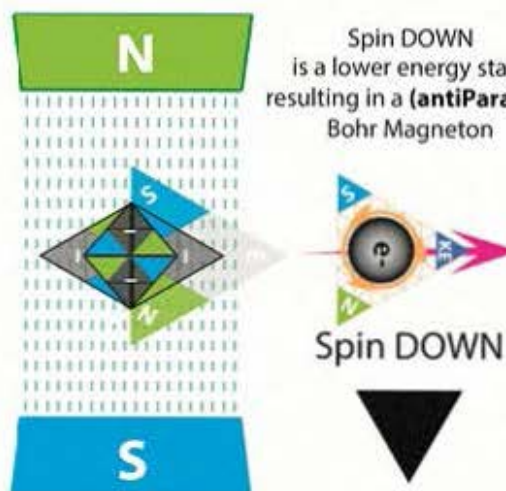 N
Spin DOWN
is a lower energy sta
resulting in a (antiPara
Bohr Magneton
S
N
S
e-
KE
N
Spin DOWN
S